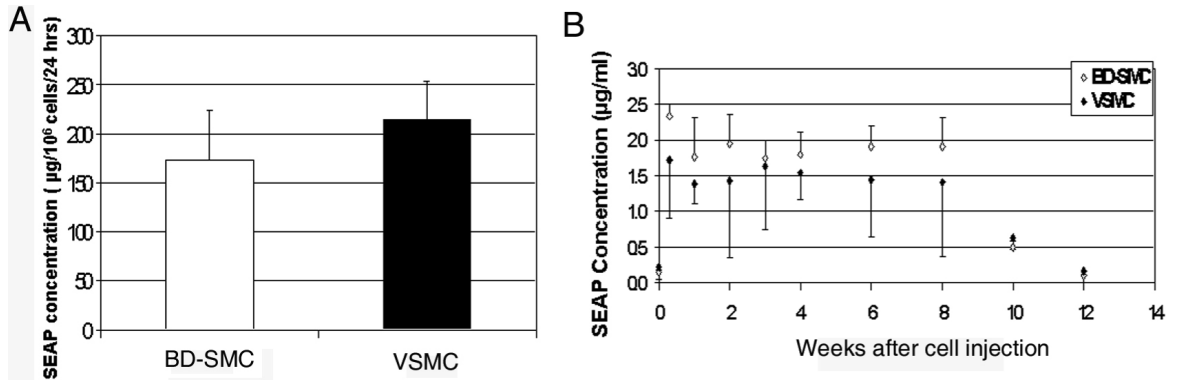 A
SEAP concentration ( µg/10⁶ cells/24 hrs)
300
250
200
150
100
50
0
BD-SMC
VSMC
B
SEAP Concentration (µg/ml)
3.0
2.5
2.0
1.5
1.0
0.5
0.0
BD-SMC
VSMC
0 2 4 6 8 10 12 14
Weeks after cell injection